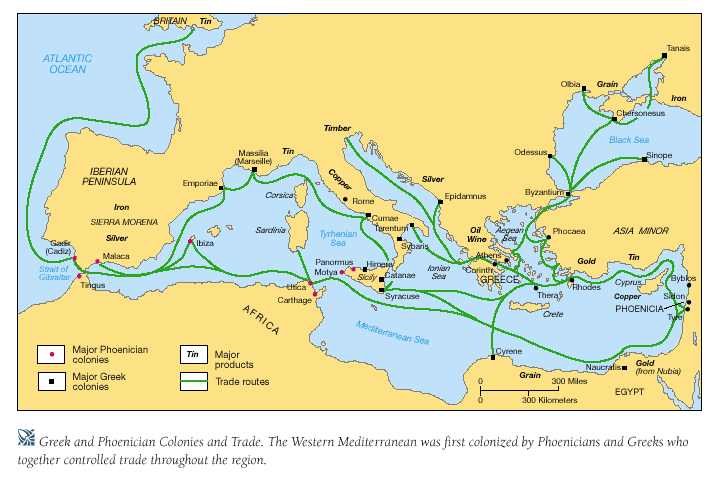 BRITAIN Tin
ATLANTIC
OCEAN
Tanais
Olbia
Grain
Iron
Chersonesus
Black Sea
Timber
Tin
Massilia
(Marseille)
Odessus
Sinope
IBERIAN
PENINSULA
Emporiae
Copper
Silver
Corsica
Rome
Epidamnus
Byzantium
Iron
SIERRA MORENA
Silver
Sardinia
Cumae
Tarentum
Tyrrhenian
Sea
Oil
Wine
Aegean
Sea
Phocaea
ASIA MINOR
Gadir
(Cadiz)
Malaca
Ibiza
Sybaris
Athens
Corinth
GREECE
Ionian
Sea
Gold
Tin
Strait of
Gibraltar
Tingus
Panormus
Himera
Motya
Sicily
Catanae
Syracuse
Utica
Carthage
Thera
Rhodes
Cyprus
Copper
Byblos
Sidon
PHOENICIA
Tyre
Crete
AFRICA
Mediterranean Sea
Cyrene
Grain
Naucratis
Gold
(from Nubia)
EGYPT
Major Phoenician
colonies
Tin
Major
products
Major Greek
colonies
Trade routes
0 300 Miles
0 300 Kilometers
Greek and Phoenician Colonies and Trade. The Western Mediterranean was first colonized by Phoenicians and Greeks who
together controlled trade throughout the region.